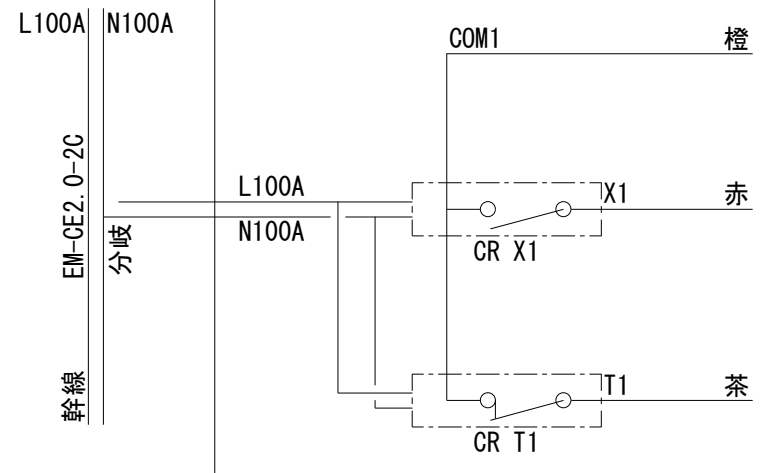 L100A
N100A
COM1
橙
EM-CE2.0-2C
L100A
X1
赤
N100A
分岐
CR X1
幹線
T1
茶
CR T1